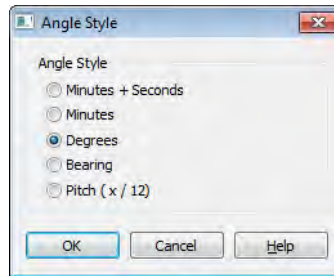 Angle Style
Angle Style
Minutes + Seconds
Minutes
Degrees
Bearing
Pitch ( x / 12)
OK Cancel Help